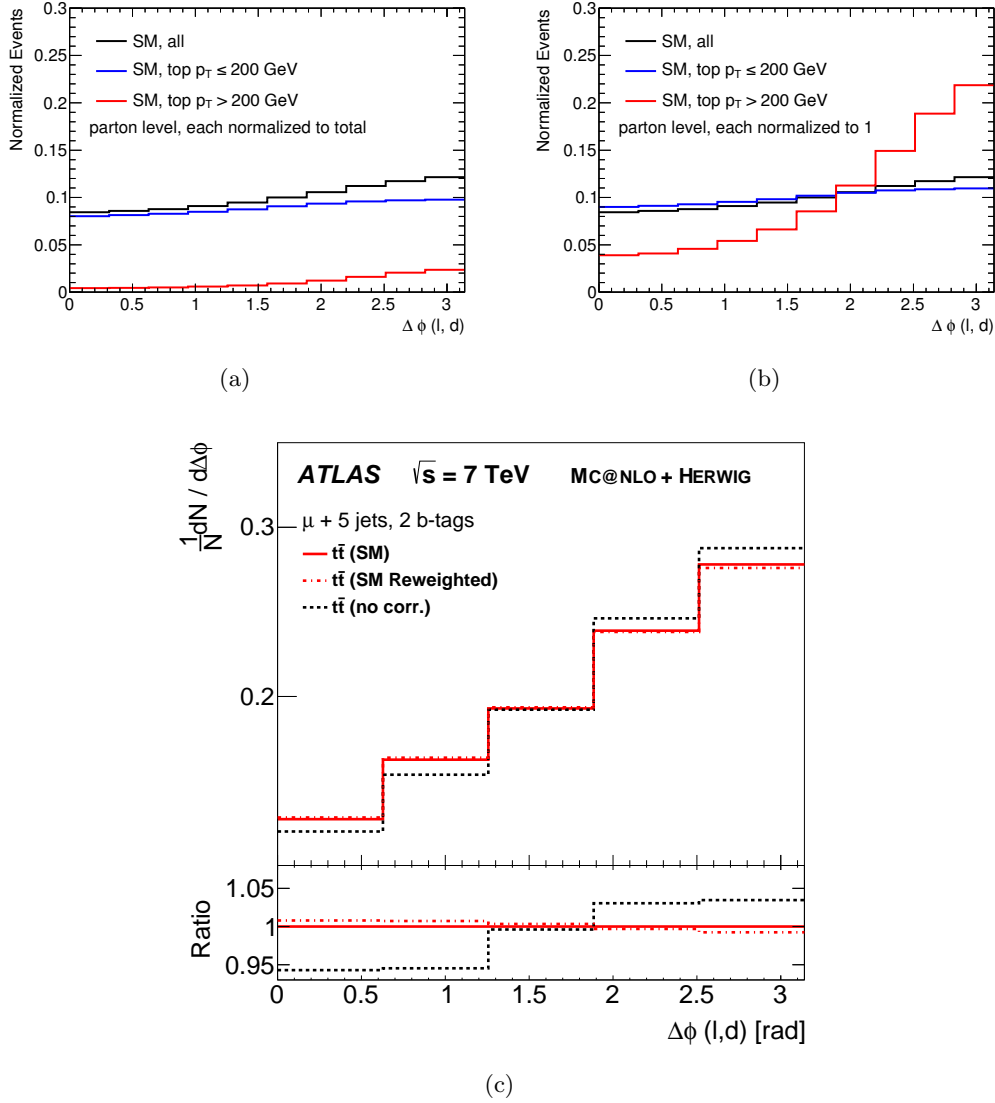 Normalized Events
0.3
0.25
0.2
0.15
0.1
0.05
0
SM, all
SM, top p_T ≤ 200 GeV
SM, top p_T > 200 GeV
parton level, each normalized to total
0 0.5 1 1.5 2 2.5 3
Δ ϕ (l, d)
(a)
Normalized Events
0.3
0.25
0.2
0.15
0.1
0.05
0
SM, all
SM, top p_T ≤ 200 GeV
SM, top p_T > 200 GeV
parton level, each normalized to 1
0 0.5 1 1.5 2 2.5 3
Δ ϕ (l, d)
(b)
1/N dN / dΔϕ
ATLAS √s = 7 TeV MC@NLO + HERWIG
μ + 5 jets, 2 b-tags
tt̄ (SM)
tt̄ (SM Reweighted)
tt̄ (no corr.)
0.3
0.2
Ratio
1.05
1
0.95
0 0.5 1 1.5 2 2.5 3
Δϕ (l,d) [rad]
(c)